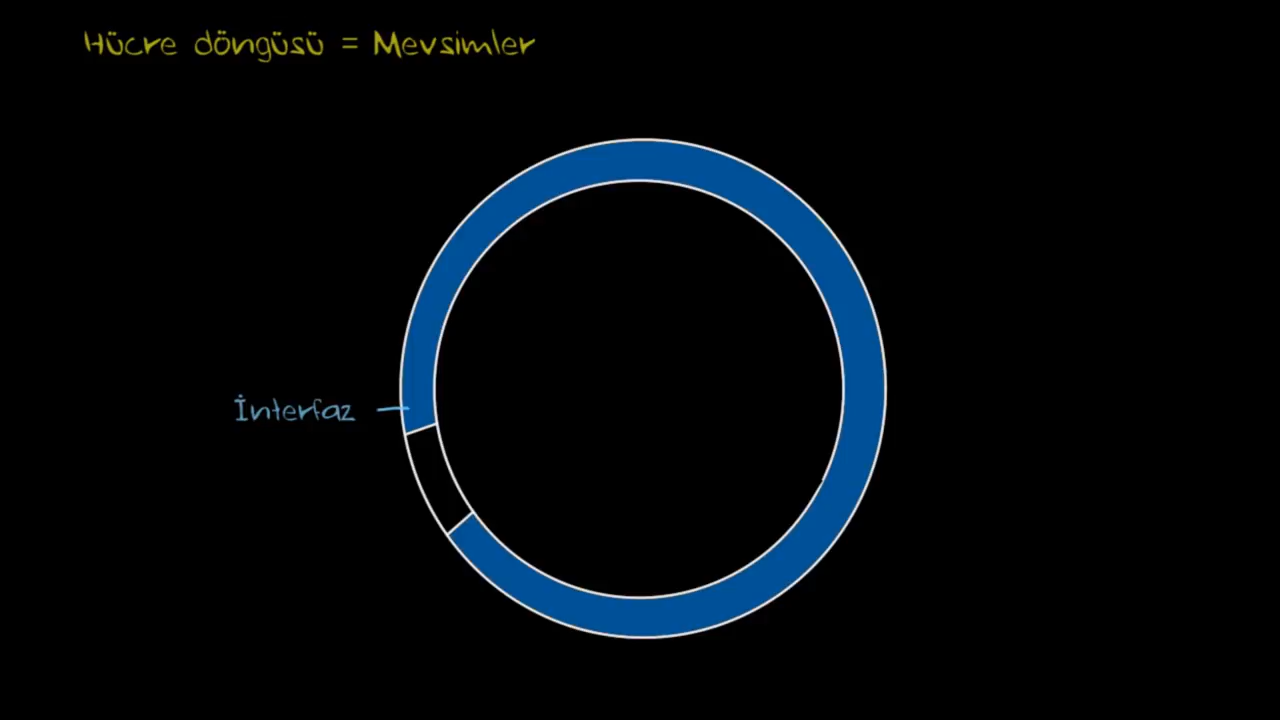 Hücre döngüsü = Mevsimler
İnterfaz